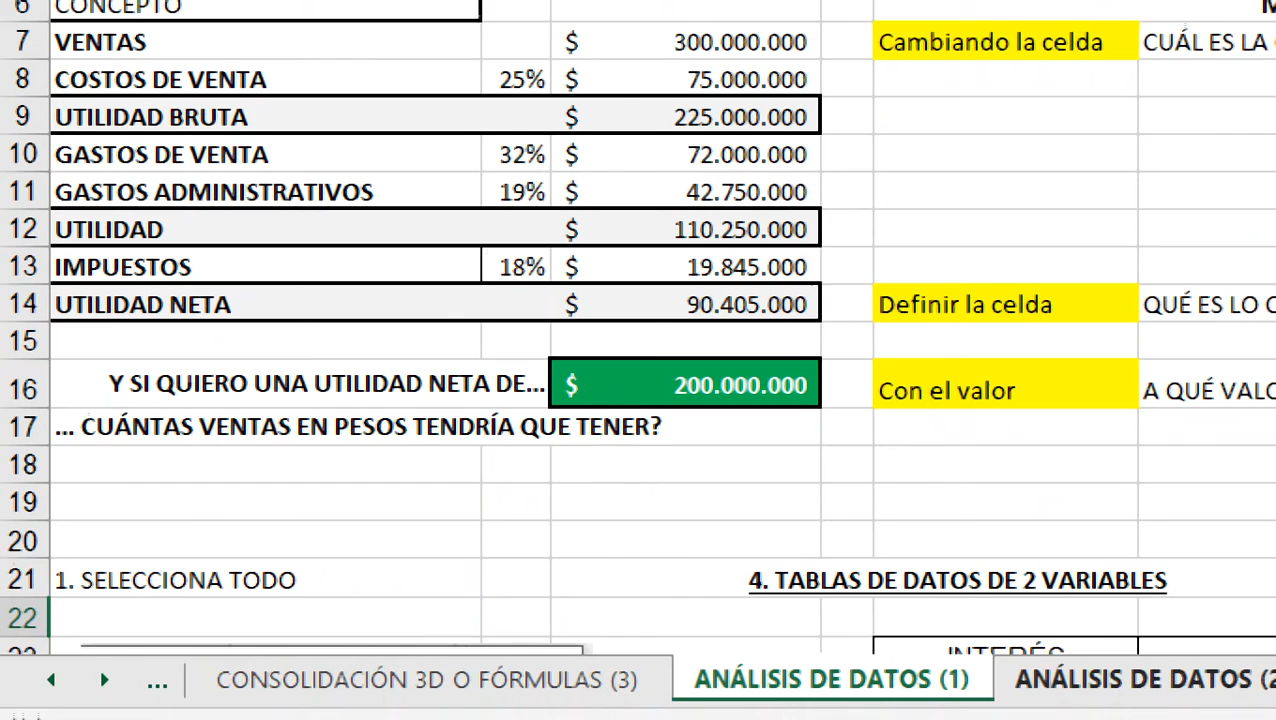 6 CONCEPTO
7 VENTAS $ 300.000.000 Cambiando la celda CUÁL ES LA
8 COSTOS DE VENTA 25% $ 75.000.000
9 UTILIDAD BRUTA $ 225.000.000
10 GASTOS DE VENTA 32% $ 72.000.000
11 GASTOS ADMINISTRATIVOS 19% $ 42.750.000
12 UTILIDAD $ 110.250.000
13 IMPUESTOS 18% $ 19.845.000
14 UTILIDAD NETA $ 90.405.000 Definir la celda QUÉ ES LO
15
16 Y SI QUIERO UNA UTILIDAD NETA DE... $ 200.000.000 Con el valor A QUÉ VALO
17 ... CUÁNTAS VENTAS EN PESOS TENDRÍA QUE TENER?
18
19
20
21 1. SELECCIONA TODO 4. TABLAS DE DATOS DE 2 VARIABLES
22
INTERÉS
... CONSOLIDACIÓN 3D O FÓRMULAS (3) ANÁLISIS DE DATOS (1) ANÁLISIS DE DATOS (2